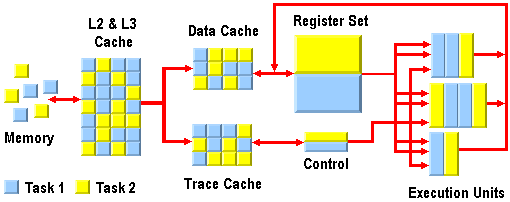 L2 & L3
Cache
Data Cache
Register Set
Memory
Trace Cache
Control
Execution Units
Task 1
Task 2